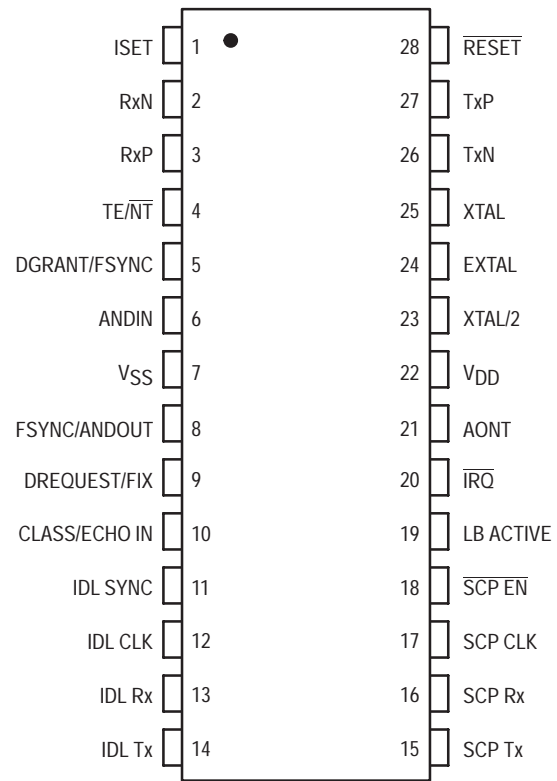 ISET 1 28 RESET
RxN 2 27 TxP
RxP 3 26 TxN
TE/NT 4 25 XTAL
DGRANT/FSYNC 5 24 EXTAL
ANDIN 6 23 XTAL/2
VSS 7 22 VDD
FSYNC/ANDOUT 8 21 AONT
DREQUEST/FIX 9 20 IRQ
CLASS/ECHO IN 10 19 LB ACTIVE
IDL SYNC 11 18 SCP EN
IDL CLK 12 17 SCP CLK
IDL Rx 13 16 SCP Rx
IDL Tx 14 15 SCP Tx